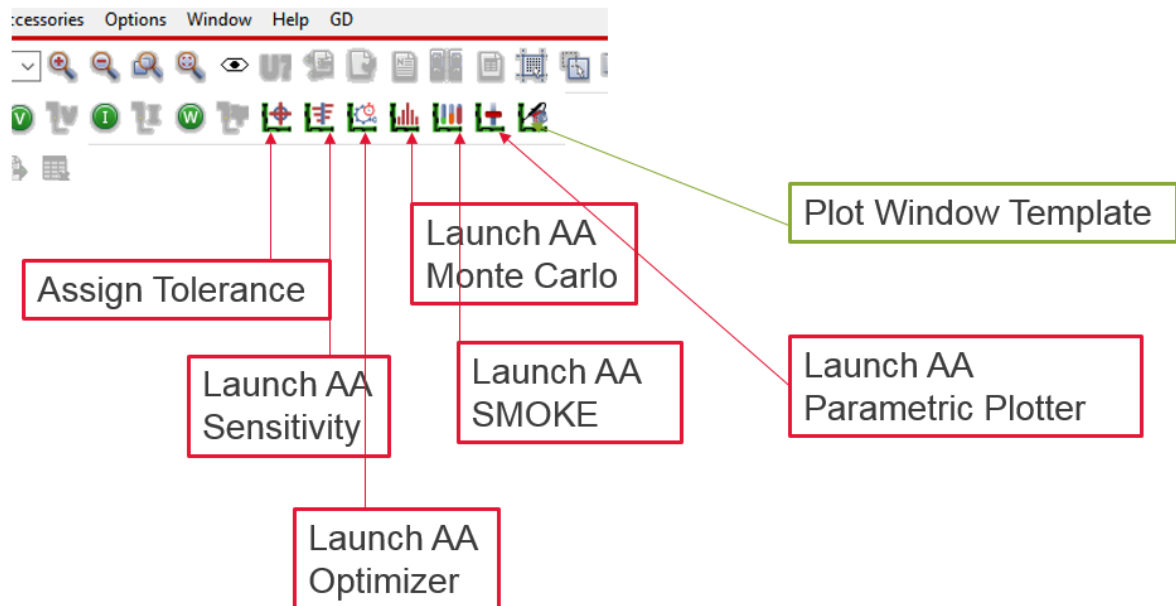 ccessories Options Window Help GD
U?
V V I I W
Plot Window Template
Launch AA
Monte Carlo
Assign Tolerance
Launch AA
Sensitivity
Launch AA
SMOKE
Launch AA
Parametric Plotter
Launch AA
Optimizer